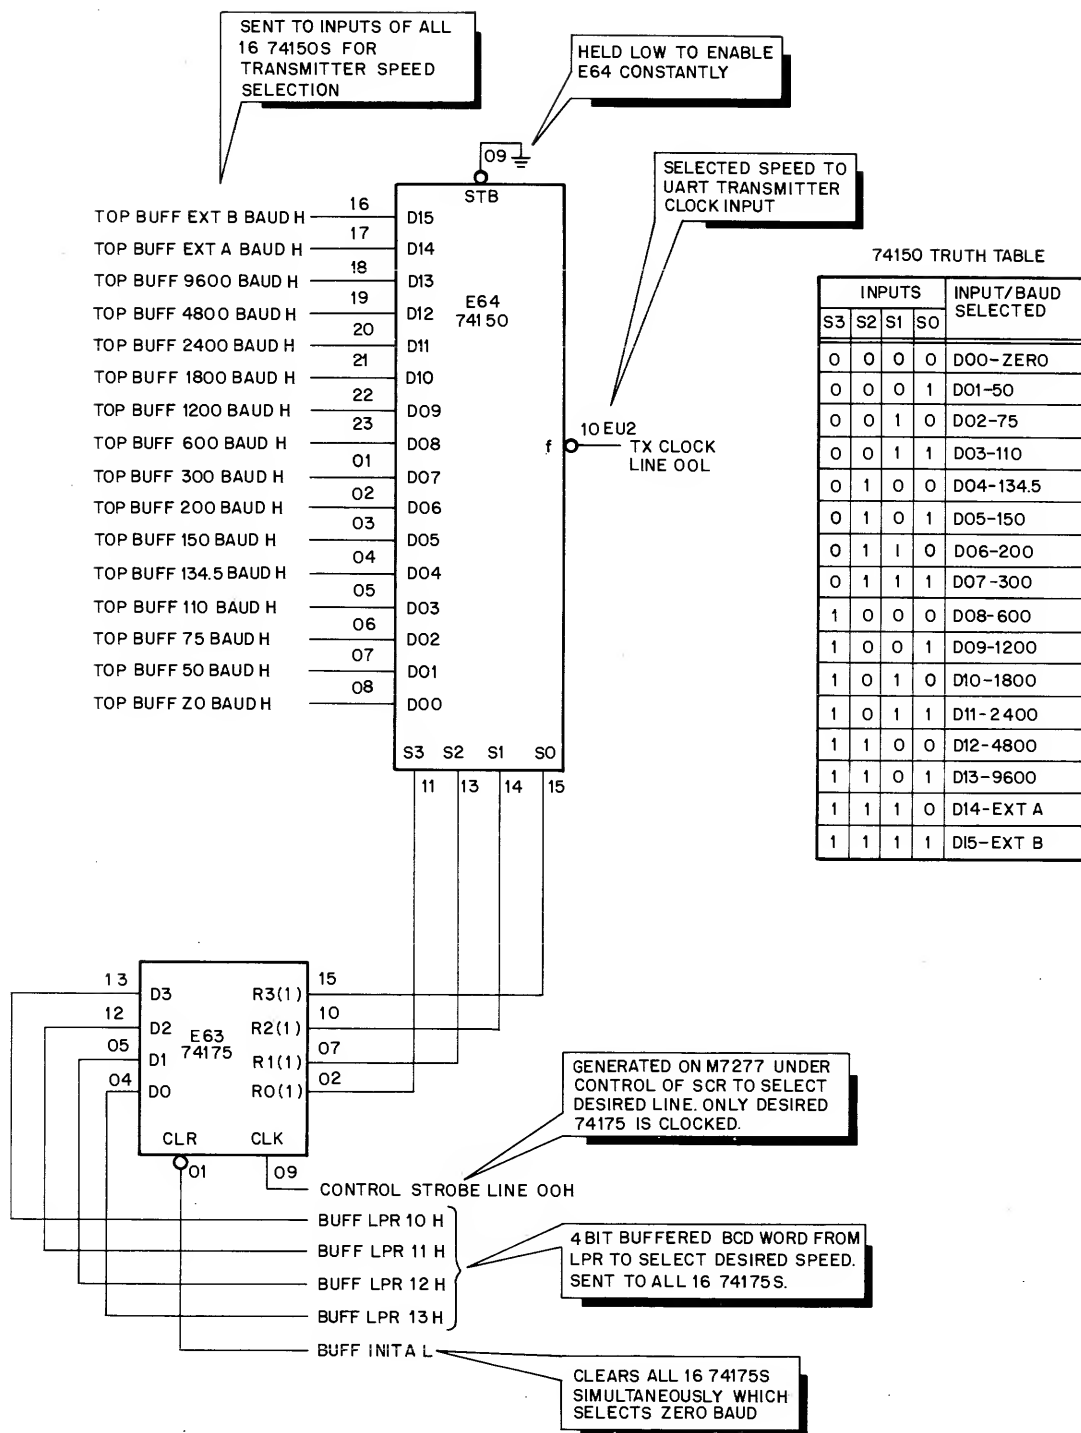 SENT TO INPUTS OF ALL
16 74150S FOR
TRANSMITTER SPEED
SELECTION
HELD LOW TO ENABLE
E64 CONSTANTLY
SELECTED SPEED TO
UART TRANSMITTER
CLOCK INPUT
09
STB
E64
74150
TOP BUFF EXT B BAUD H 16 D15
TOP BUFF EXT A BAUD H 17 D14
TOP BUFF 9600 BAUD H 18 D13
TOP BUFF 4800 BAUD H 19 D12
TOP BUFF 2400 BAUD H 20 D11
TOP BUFF 1800 BAUD H 21 D10
TOP BUFF 1200 BAUD H 22 D09
TOP BUFF 600 BAUD H 23 D08
TOP BUFF 300 BAUD H 01 D07
TOP BUFF 200 BAUD H 02 D06
TOP BUFF 150 BAUD H 03 D05
TOP BUFF 134.5 BAUD H 04 D04
TOP BUFF 110 BAUD H 05 D03
TOP BUFF 75 BAUD H 06 D02
TOP BUFF 50 BAUD H 07 D01
TOP BUFF ZO BAUD H 08 D00
f 10 EU2
TX CLOCK
LINE 00L
S3 S2 S1 S0
11 13 14 15
74150 TRUTH TABLE
INPUTS INPUT/BAUD
SELECTED
S3 S2 S1 S0
0 0 0 0 D00-ZERO
0 0 0 1 D01-50
0 0 1 0 D02-75
0 0 1 1 D03-110
0 1 0 0 D04-134.5
0 1 0 1 D05-150
0 1 1 0 D06-200
0 1 1 1 D07-300
1 0 0 0 D08-600
1 0 0 1 D09-1200
1 0 1 0 D10-1800
1 0 1 1 D11-2400
1 1 0 0 D12-4800
1 1 0 1 D13-9600
1 1 1 0 D14-EXT A
1 1 1 1 D15-EXT B
13 D3 R3(1) 15
12 D2 R2(1) 10
05 D1 R1(1) 07
04 D0 R0(1) 02
E63
74175
CLR CLK
01 09
GENERATED ON M7277 UNDER
CONTROL OF SCR TO SELECT
DESIRED LINE. ONLY DESIRED
74175 IS CLOCKED.
CONTROL STROBE LINE 00H
BUFF LPR 10 H
BUFF LPR 11 H
BUFF LPR 12 H
BUFF LPR 13 H
4 BIT BUFFERED BCD WORD FROM
LPR TO SELECT DESIRED SPEED.
SENT TO ALL 16 74175S.
BUFF INITA L
CLEARS ALL 16 74175S
SIMULTANEOUSLY WHICH
SELECTS ZERO BAUD